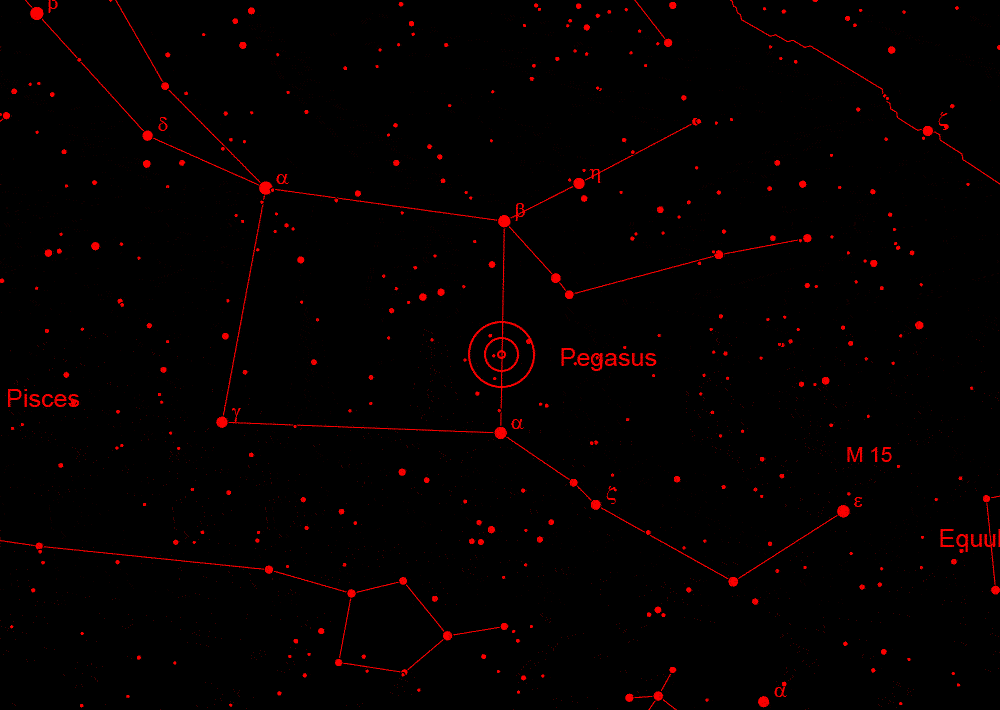 β
ζ
δ
η
α
β
Pegasus
Pisces
γ
α
M 15
ζ
ε
Equul
α